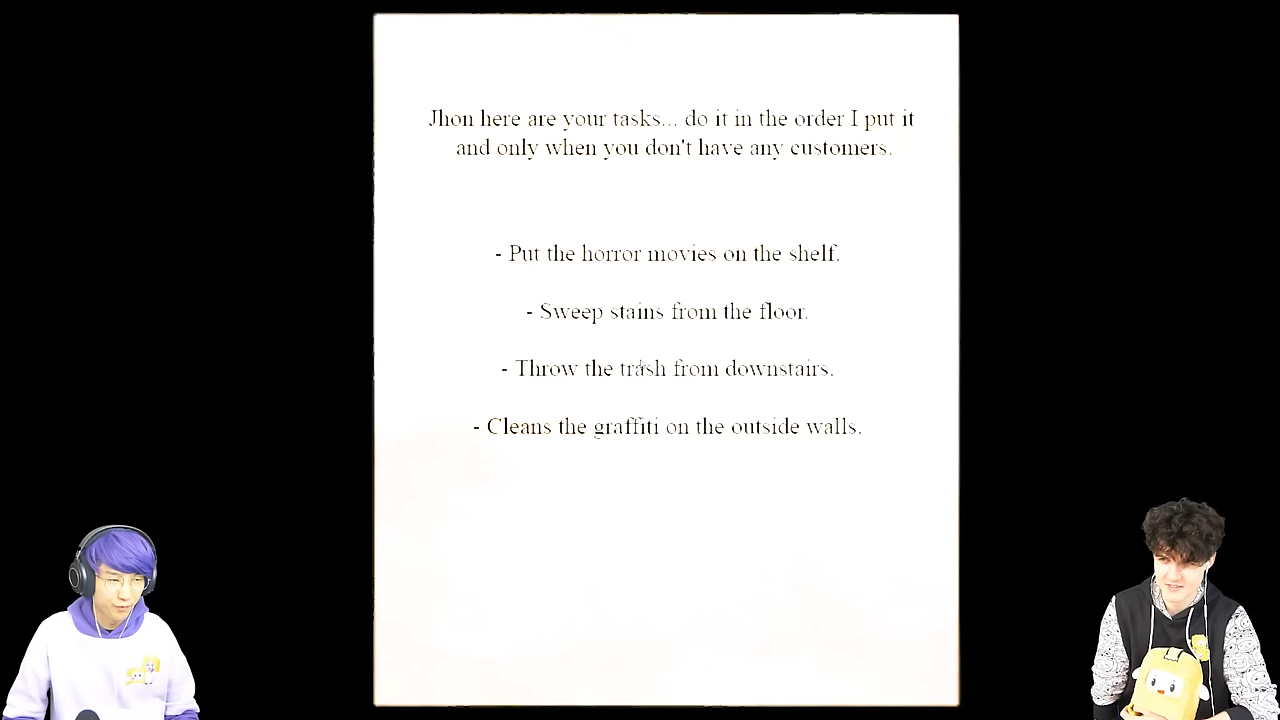 Jhon here are your tasks... do it in the order I put it
and only when you don't have any customers.
- Put the horror movies on the shelf.
- Sweep stains from the floor.
- Throw the trash from downstairs.
- Cleans the graffiti on the outside walls.